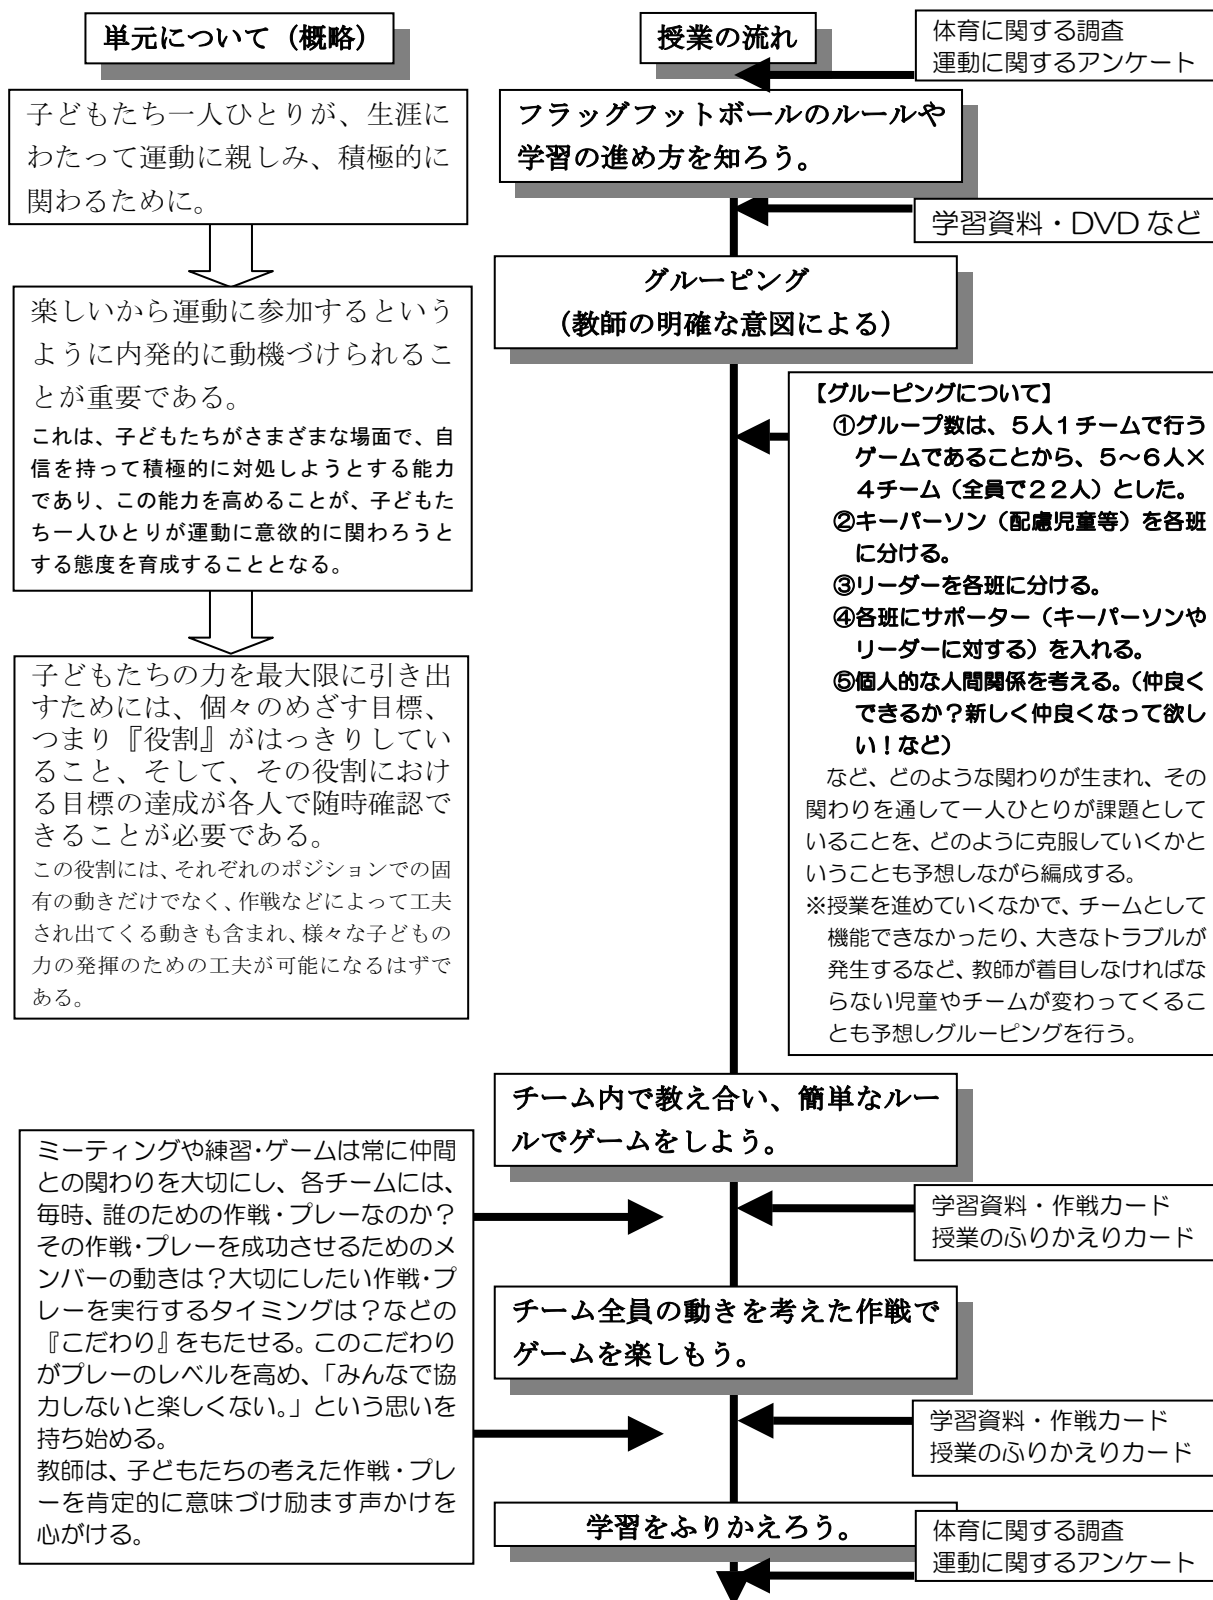 単元について（概略）
子どもたち一人ひとりが、生涯に
わたって運動に親しみ、積極的に
関わるために。
楽しいから運動に参加するという
ように内発的に動機づけられるこ
とが重要である。
これは、子どもたちがさまざまな場面で、自
信を持って積極的に対処しようとする能力
であり、この能力を高めることが、子どもた
ち一人ひとりが運動に意欲的に関わろうと
する態度を育成することとなる。
子どもたちの力を最大限に引き出
すためには、個々のめざす目標、
つまり『役割』がはっきりしてい
ること、そして、その役割におけ
る目標の達成が各人で随時確認で
きることが必要である。
この役割には、それぞれのポジションでの固
有の動きだけでなく、作戦などによって工夫
され出てくる動きも含まれ、様々な子どもの
力の発揮のための工夫が可能になるはずで
ある。
ミーティングや練習・ゲームは常に仲間
との関わりを大切にし、各チームには、
毎時、誰のための作戦・プレーなのか？
その作戦・プレーを成功させるためのメ
ンバーの動きは？大切にしたい作戦・プ
レーを実行するタイミングは？などの
『こだわり』をもたせる。このこだわり
がプレーのレベルを高め、「みんなで協
力しないと楽しくない。」という思いを
持ち始める。
教師は、子どもたちの考えた作戦・プレ
ーを肯定的に意味づけ励ます声かけを
心がける。
授業の流れ
体育に関する調査
運動に関するアンケート
フラッグフットボールのルールや
学習の進め方を知ろう。
学習資料・DVD など
グルーピング
（教師の明確な意図による）
【グルーピングについて】
①グループ数は、５人１チームで行う
ゲームであることから、５～６人×
４チーム（全員で２２人）とした。
②キーパーソン（配慮児童等）を各班
に分ける。
③リーダーを各班に分ける。
④各班にサポーター（キーパーソンや
リーダーに対する）を入れる。
⑤個人的な人間関係を考える。（仲良く
できるか？新しく仲良くなって欲し
い！など）
など、どのような関わりが生まれ、その
関わりを通して一人ひとりが課題として
いることを、どのように克服していくかと
いうことも予想しながら編成する。
※授業を進めていくなかで、チームとして
機能できなかったり、大きなトラブルが
発生するなど、教師が着目しなければな
らない児童やチームが変わってくるこ
とも予想しグルーピングを行う。
チーム内で教え合い、簡単なルー
ルでゲームをしよう。
学習資料・作戦カード
授業のふりかえりカード
チーム全員の動きを考えた作戦で
ゲームを楽しもう。
学習資料・作戦カード
授業のふりかえりカード
学習をふりかえろう。
体育に関する調査
運動に関するアンケート